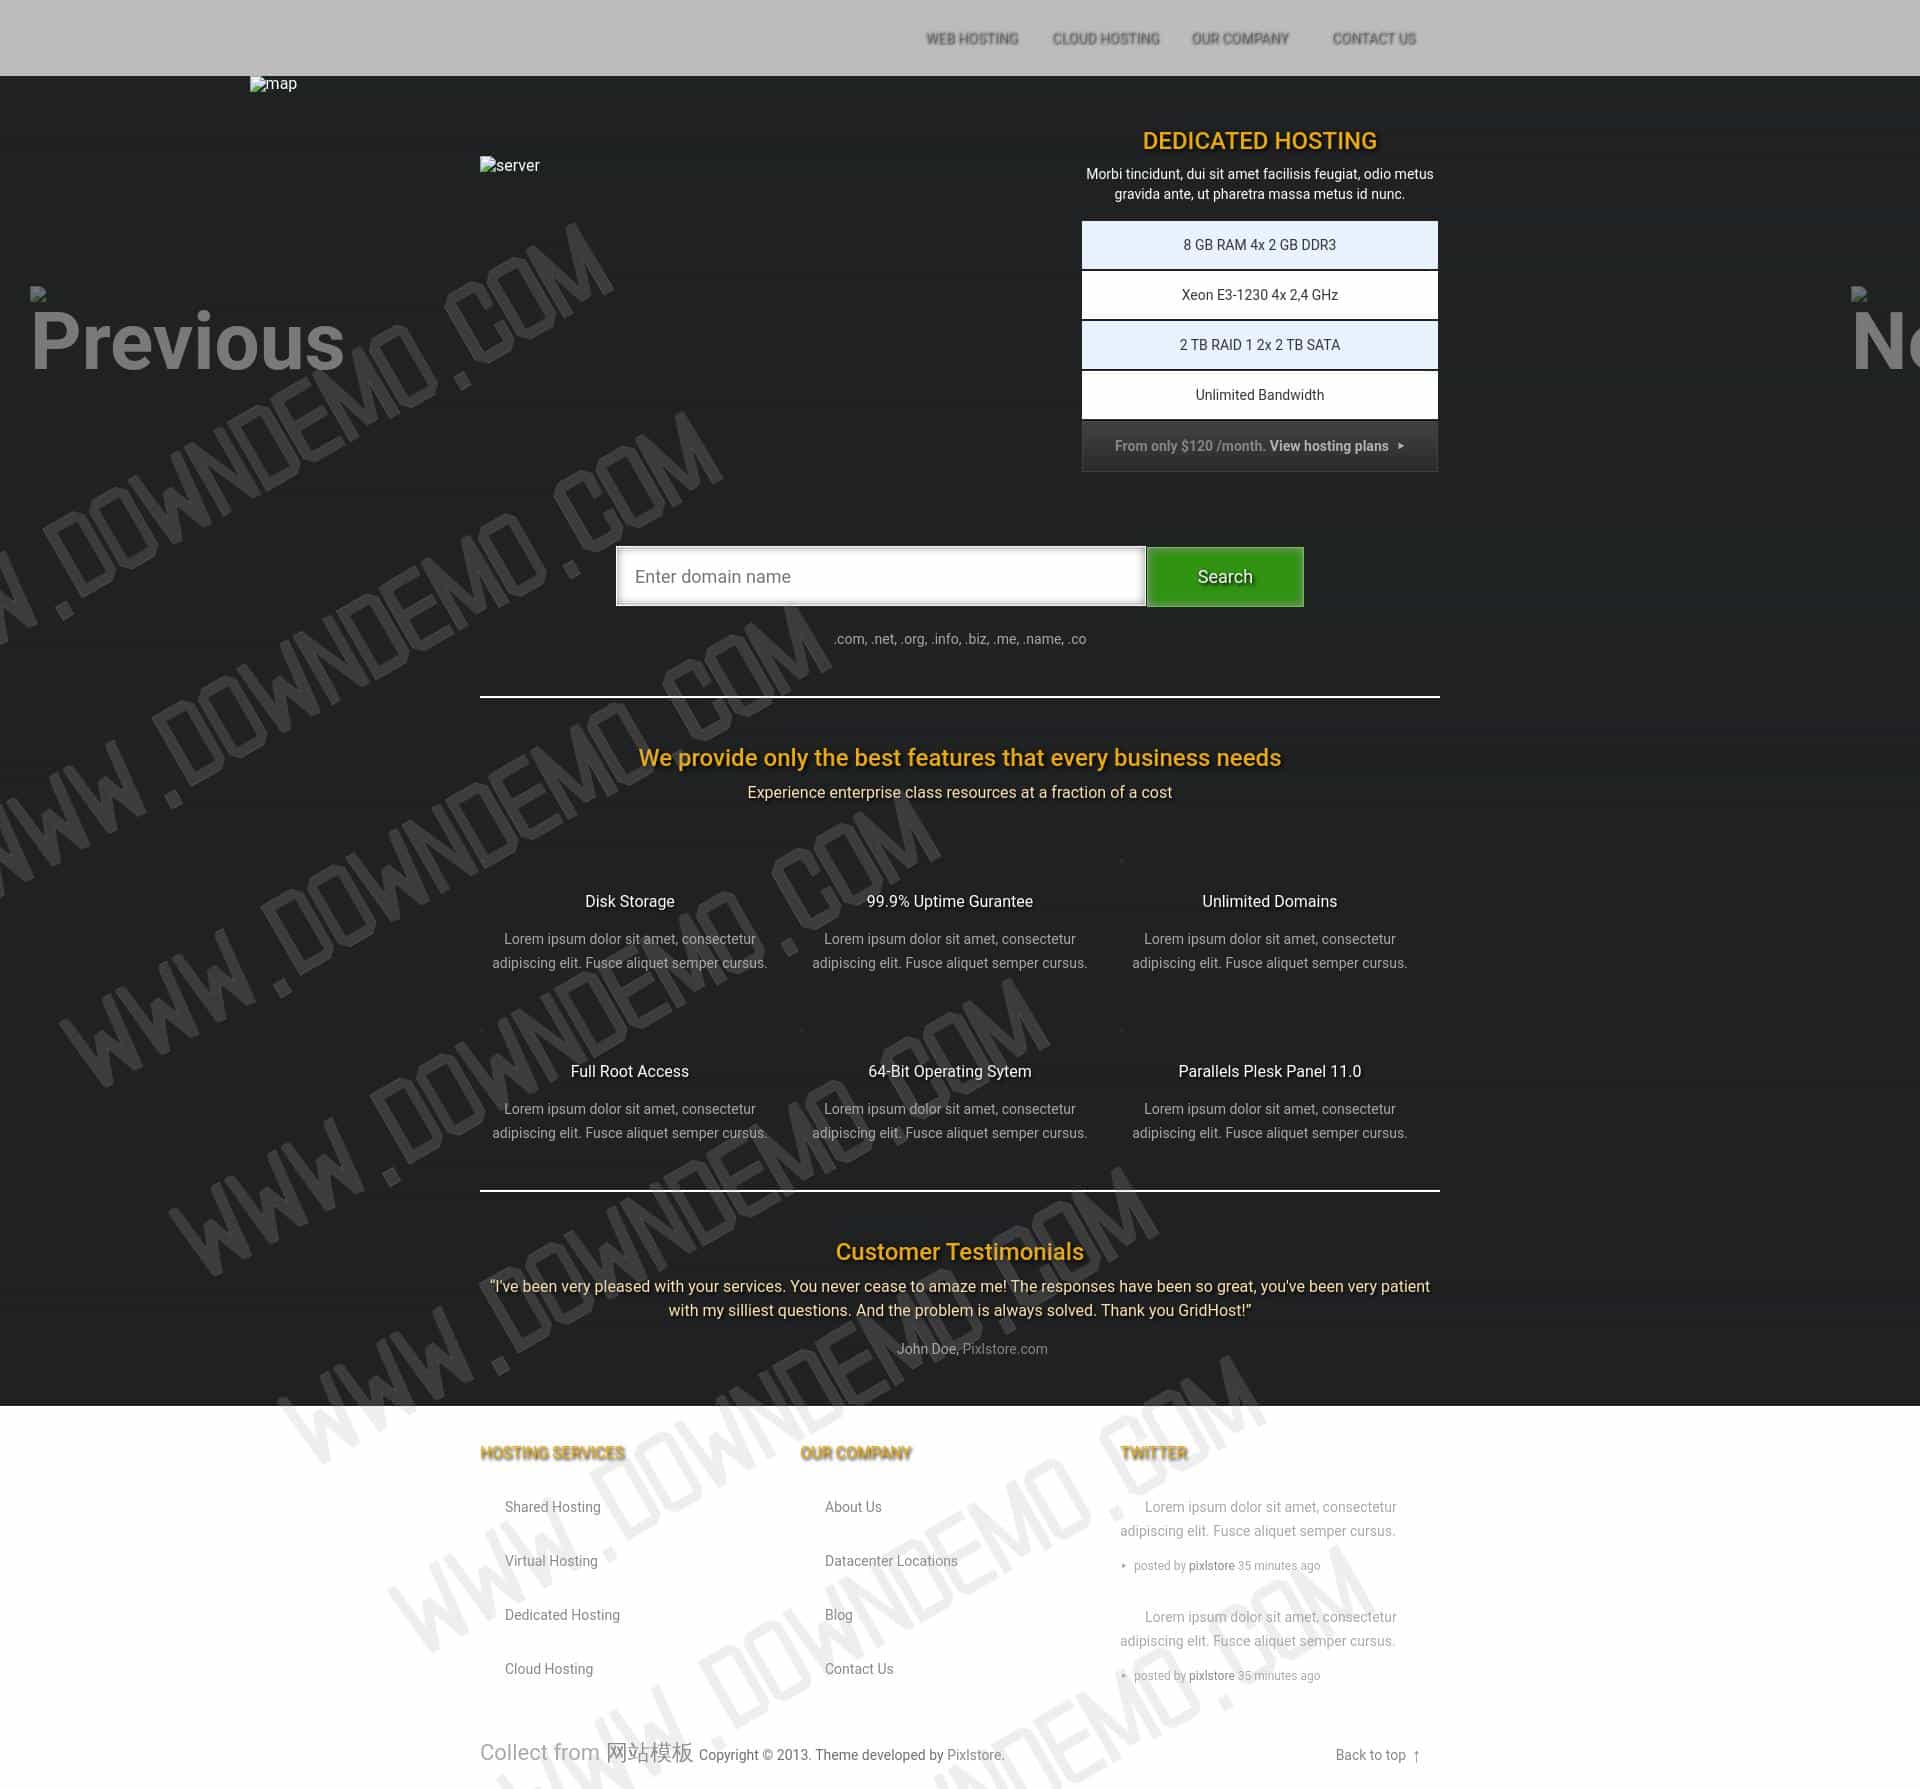 WEB HOSTING CLOUD HOSTING OUR COMPANY CONTACT US
map
server
DEDICATED HOSTING
Morbi tincidunt, dui sit amet facilisis feugiat, odio metus
gravida ante, ut pharetra massa metus id nunc.
8 GB RAM 4x 2 GB DDR3
Xeon E3-1230 4x 2,4 GHz
2 TB RAID 1 2x 2 TB SATA
Unlimited Bandwidth
From only $120 /month. View hosting plans
Previous
Enter domain name
Search
.com, .net, .org, .info, .biz, .me, .name, .co
We provide only the best features that every business needs
Experience enterprise class resources at a fraction of a cost
Disk Storage
Lorem ipsum dolor sit amet, consectetur
adipiscing elit. Fusce aliquet semper cursus.
99.9% Uptime Gurantee
Lorem ipsum dolor sit amet, consectetur
adipiscing elit. Fusce aliquet semper cursus.
Unlimited Domains
Lorem ipsum dolor sit amet, consectetur
adipiscing elit. Fusce aliquet semper cursus.
Full Root Access
Lorem ipsum dolor sit amet, consectetur
adipiscing elit. Fusce aliquet semper cursus.
64-Bit Operating Sytem
Lorem ipsum dolor sit amet, consectetur
adipiscing elit. Fusce aliquet semper cursus.
Parallels Plesk Panel 11.0
Lorem ipsum dolor sit amet, consectetur
adipiscing elit. Fusce aliquet semper cursus.
Customer Testimonials
“I've been very pleased with your services. You never cease to amaze me! The responses have been so great, you've been very patient
with my silliest questions. And the problem is always solved. Thank you GridHost!”
John Doe, Pixlstore.com
HOSTING SERVICES
Shared Hosting
Virtual Hosting
Dedicated Hosting
Cloud Hosting
OUR COMPANY
About Us
Datacenter Locations
Blog
Contact Us
TWITTER
Lorem ipsum dolor sit amet, consectetur
adipiscing elit. Fusce aliquet semper cursus.
posted by pixlstore 35 minutes ago
Lorem ipsum dolor sit amet, consectetur
adipiscing elit. Fusce aliquet semper cursus.
posted by pixlstore 35 minutes ago
Collect from 网站模板 Copyright © 2013. Theme developed by Pixlstore.
Back to top ↑
WWW.DOWNDEMO.COM
WWW.DOWNDEMO.COM
WWW.DOWNDEMO.COM
WWW.DOWNDEMO.COM
WWW.DOWNDEMO.COM
WWW.DOWNDEMO.COM